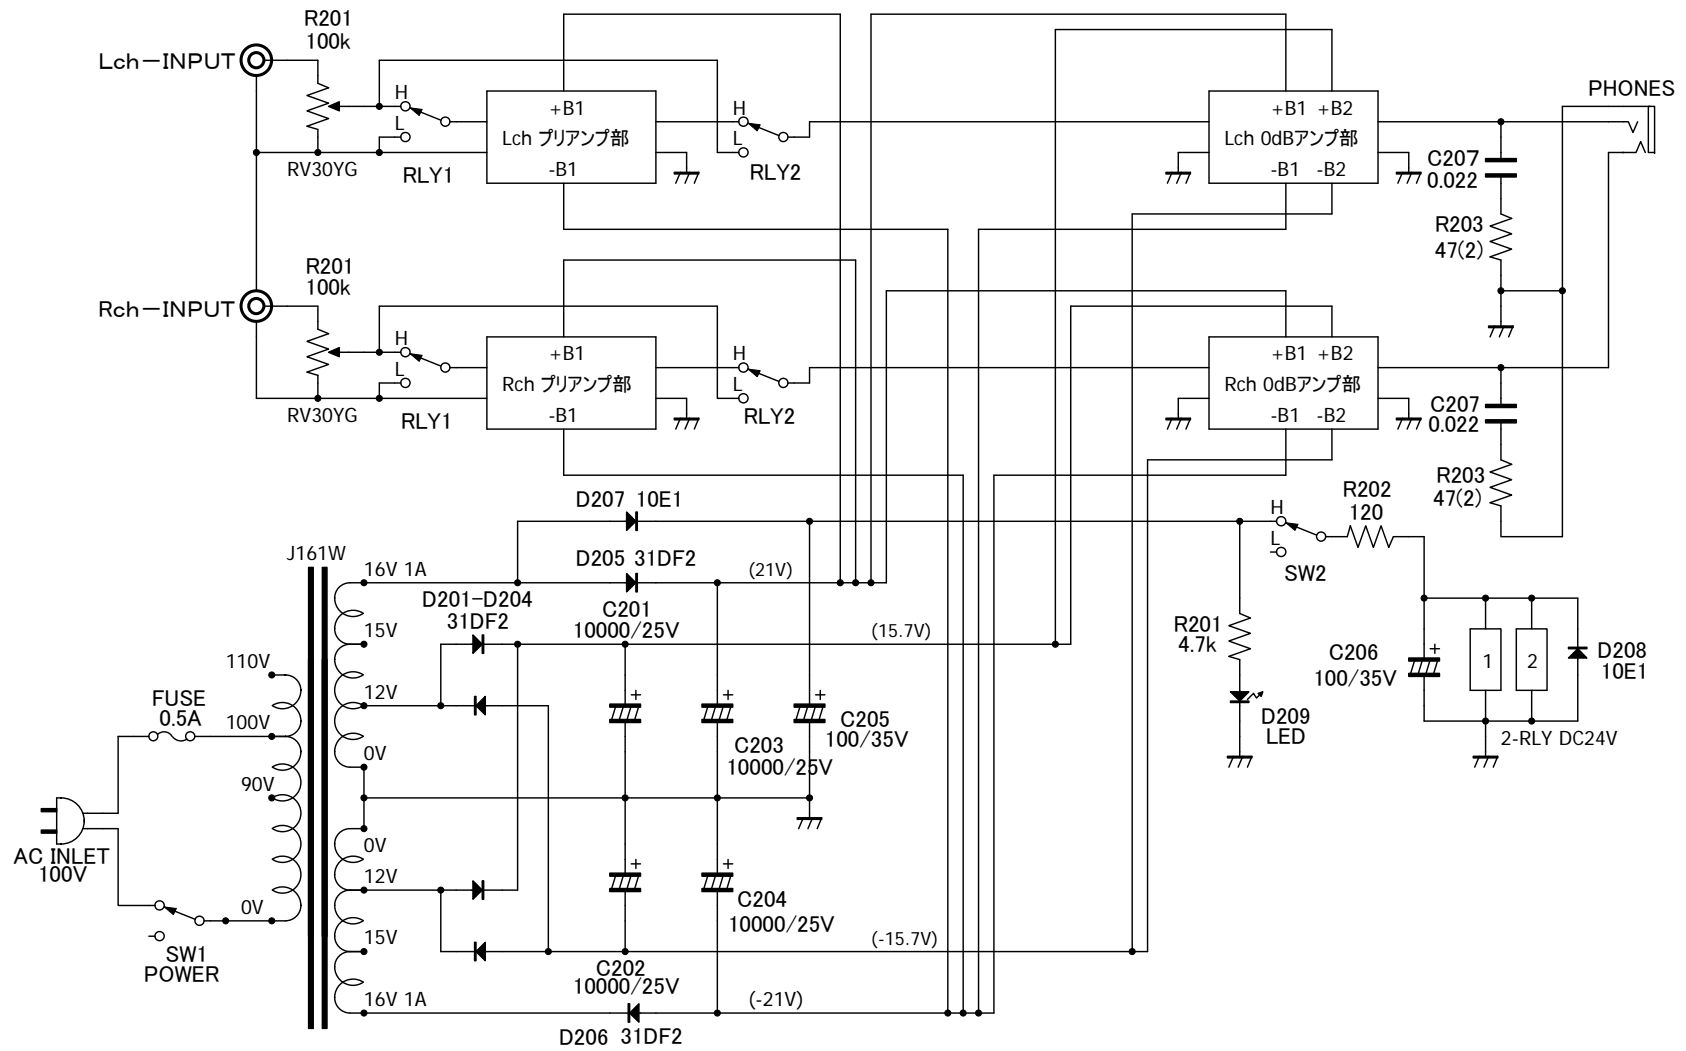 R201
100k
Lch－INPUT
H
L
RV30YG
RLY1
+B1
Lch プリアンプ部
-B1
H
L
RLY2
+B1 +B2
Lch 0dBアンプ部
-B1 -B2
PHONES
C207
0.022
R203
47(2)
R201
100k
Rch－INPUT
H
L
RV30YG
RLY1
+B1
Rch プリアンプ部
-B1
H
L
RLY2
+B1 +B2
Rch 0dBアンプ部
-B1 -B2
C207
0.022
R203
47(2)
D207 10E1
J161W
16V 1A
D205 31DF2
(21V)
D201-D204
31DF2
C201
10000/25V
15V
(15.7V)
12V
110V
FUSE
0.5A
100V
90V
0V
AC INLET
100V
SW1
POWER
0V
+
+
+
C203
10000/25V
C205
100/35V
0V
12V
+
+
C204
10000/25V
15V
(-15.7V)
C202
10000/25V
16V 1A
(-21V)
D206 31DF2
H
L
SW2
R202
120
R201
4.7k
D209
LED
C206
100/35V
+
1
2
D208
10E1
2-RLY DC24V